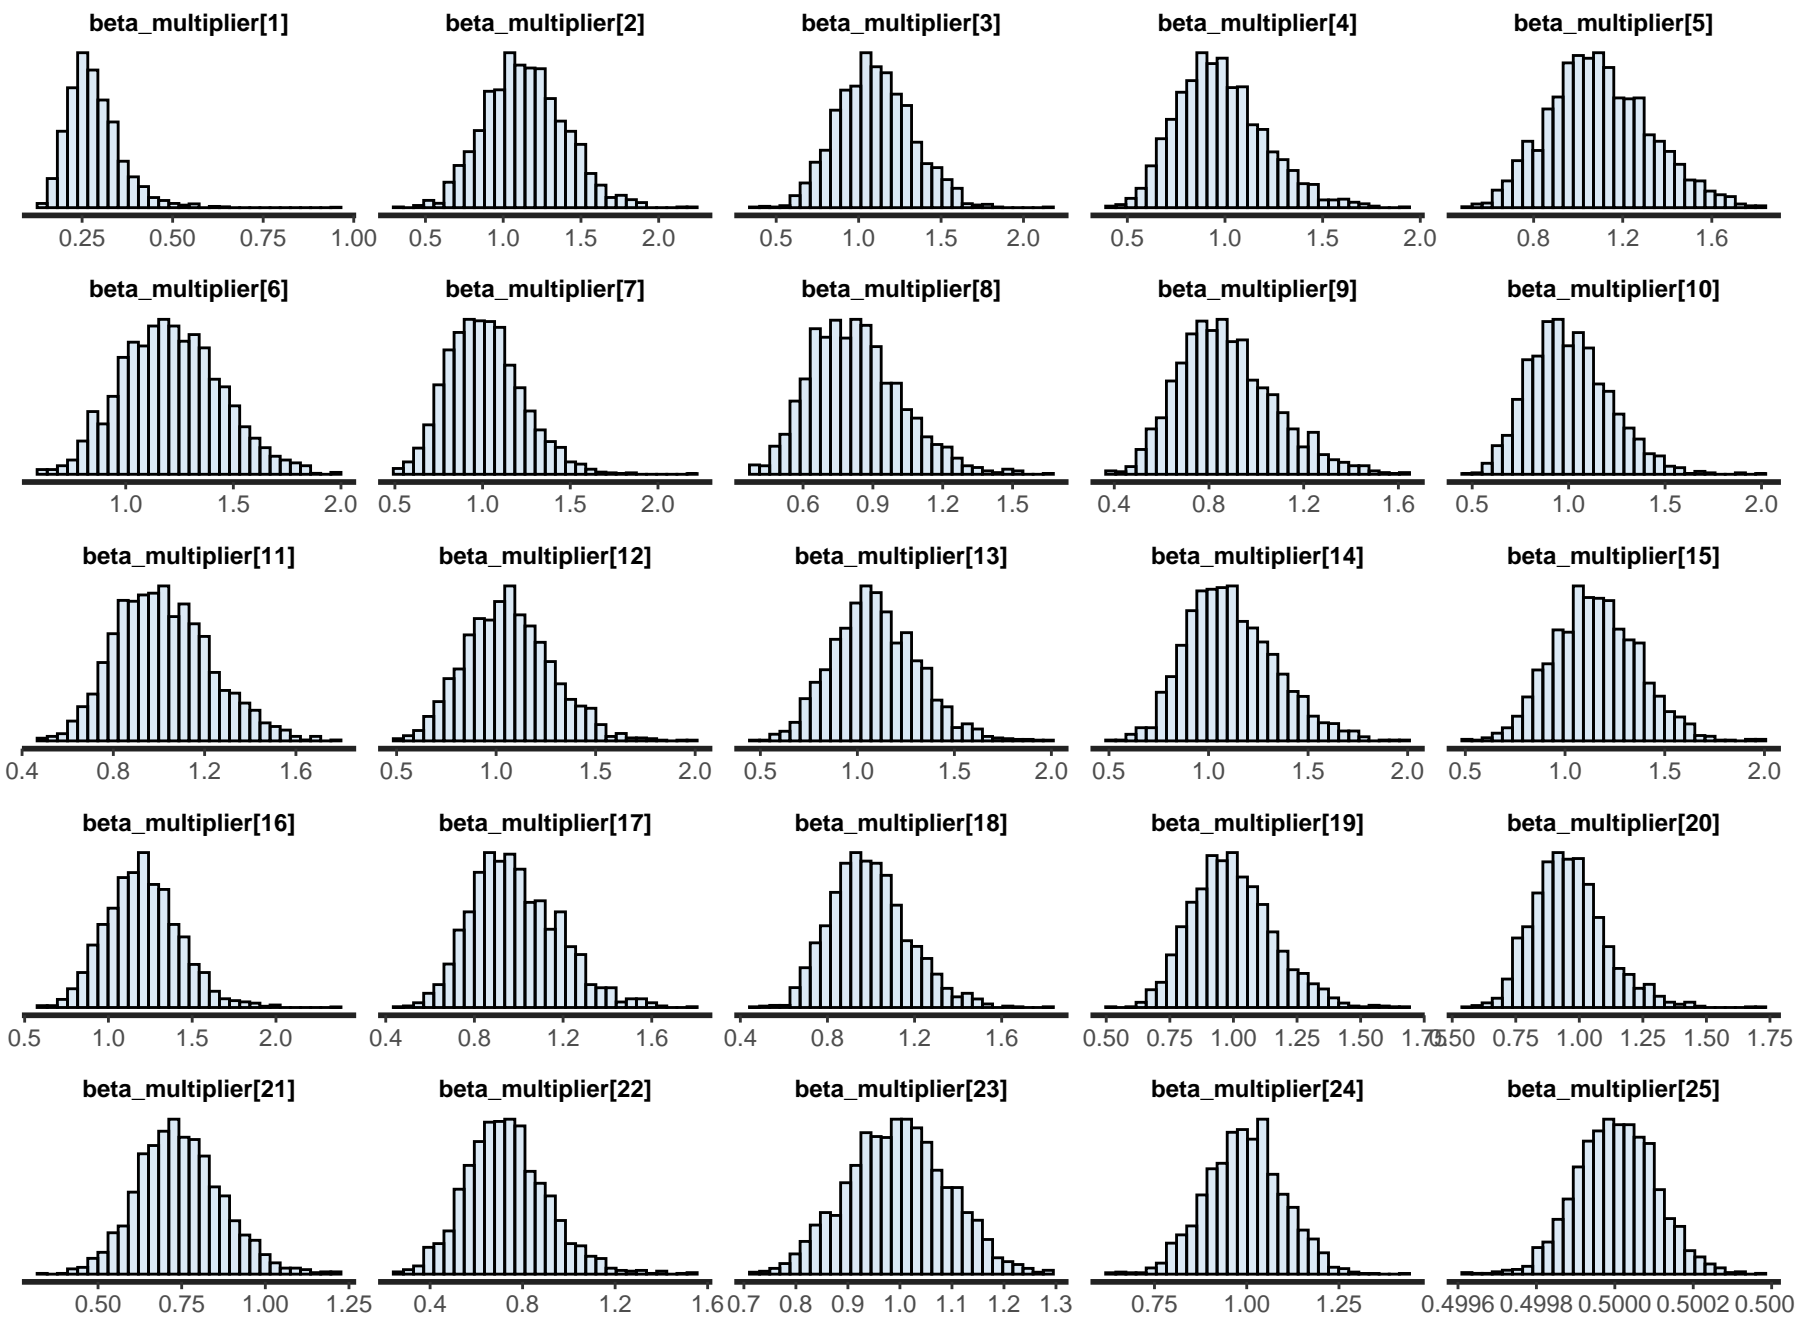 beta_multiplier[1] beta_multiplier[2] beta_multiplier[3] beta_multiplier[4] beta_multiplier[5]
0.25 0.50 0.75 1.00 0.5 1.0 1.5 2.0 0.5 1.0 1.5 2.0 0.5 1.0 1.5 2.0 0.8 1.2 1.6
beta_multiplier[6] beta_multiplier[7] beta_multiplier[8] beta_multiplier[9] beta_multiplier[10]
1.0 1.5 2.0 0.5 1.0 1.5 2.0 0.6 0.9 1.2 1.5 0.4 0.8 1.2 1.6 0.5 1.0 1.5 2.0
beta_multiplier[11] beta_multiplier[12] beta_multiplier[13] beta_multiplier[14] beta_multiplier[15]
0.4 0.8 1.2 1.6 0.5 1.0 1.5 2.0 0.5 1.0 1.5 2.0 0.5 1.0 1.5 2.0 0.5 1.0 1.5 2.0
beta_multiplier[16] beta_multiplier[17] beta_multiplier[18] beta_multiplier[19] beta_multiplier[20]
0.5 1.0 1.5 2.0 0.4 0.8 1.2 1.6 0.4 0.8 1.2 1.6 0.50 0.75 1.00 1.25 1.50 1.75 0.50 0.75 1.00 1.25 1.50 1.75
beta_multiplier[21] beta_multiplier[22] beta_multiplier[23] beta_multiplier[24] beta_multiplier[25]
0.50 0.75 1.00 1.25 0.4 0.8 1.2 1.6 0.7 0.8 0.9 1.0 1.1 1.2 1.3 0.75 1.00 1.25 0.4996 0.4998 0.5000 0.5002 0.500